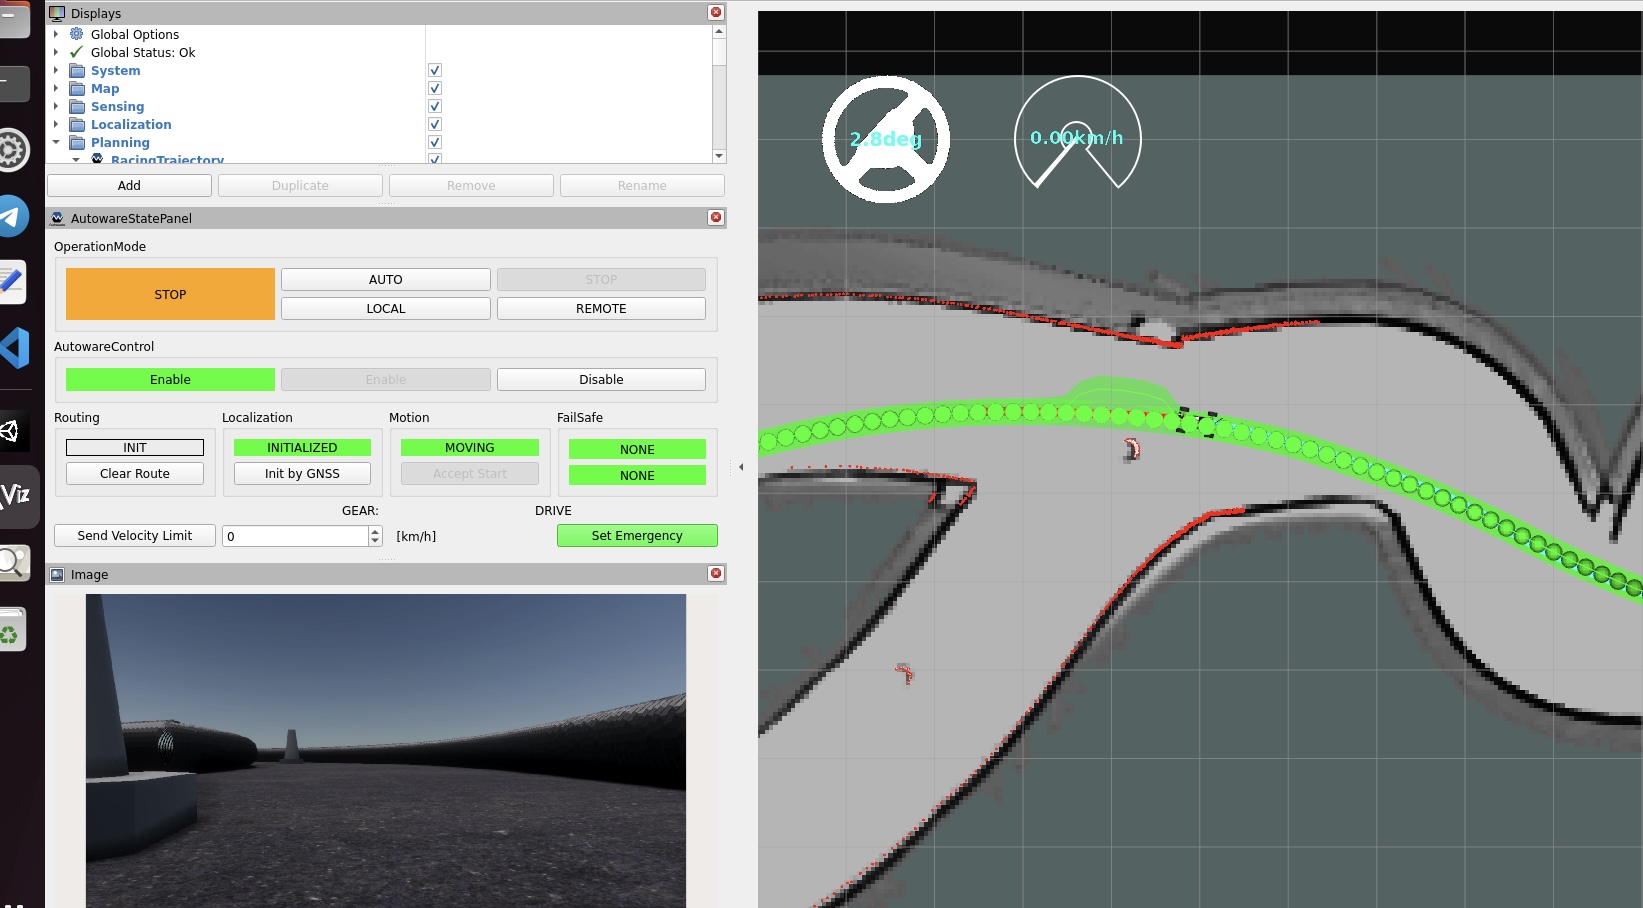 Displays
Global Options
Global Status: Ok
System
Map
Sensing
Localization
Planning
RacingTrajectory
Add
Duplicate
Remove
Rename
AutowareStatePanel
OperationMode
STOP
AUTO
STOP
LOCAL
REMOTE
AutowareControl
Enable
Enable
Disable
Routing
Localization
Motion
FailSafe
INIT
INITIALIZED
MOVING
NONE
Clear Route
Init by GNSS
Accept Start
NONE
GEAR:
DRIVE
Send Velocity Limit
0
[km/h]
Set Emergency
Image
2.8deg
0.00km/h
Viz